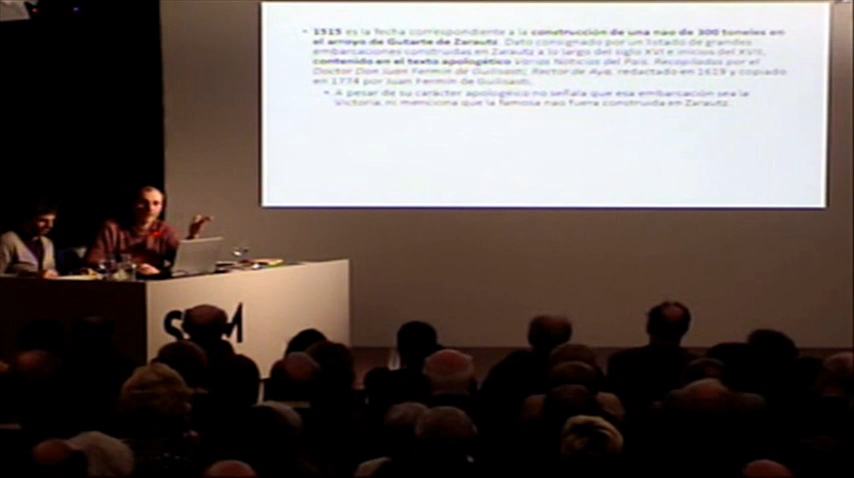 1515 es la fecha correspondiente a la construcción de una nao de 300 toneles en
el arroyo de Gutarte de Zarautz. Dato consignado por un listado de grandes
embarcaciones construidas en Zarautz a lo largo del siglo XVI e inicios del XVII,
contenido en el texto apologético Varias Noticias del País. Recopiladas por el
Doctor Don Juan Fermín de Guilisasti, Rector de Aya, redactado en 1619 y copiado
en 1774 por Juan Fermín de Guilisasti.
A pesar de su carácter apologético no señala que esa embarcación sea la
Victoria, ni menciona que la famosa nao fuera construida en Zarautz.